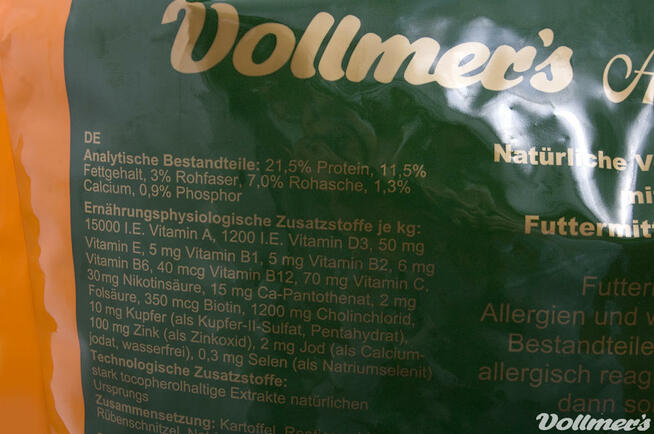 Vollmer's
DE
Analytische Bestandteile: 21,5% Protein, 11,5%
Fettgehalt, 3% Rohfaser, 7,0% Rohasche, 1,3%
Calcium, 0,9% Phosphor
Ernährungsphysiologische Zusatzstoffe je kg:
15000 I.E. Vitamin A, 1200 I.E. Vitamin D3, 50 mg
Vitamin E, 5 mg Vitamin B1, 5 mg Vitamin B2, 6 mg
Vitamin B6, 40 mcg Vitamin B12, 70 mg Vitamin C,
30 mg Nikotinsäure, 15 mg Ca-Pantothenat, 2 mg
Folsäure, 350 mcg Biotin, 1200 mg Cholinchlorid,
10 mg Kupfer (als Kupfer-II-Sulfat, Pentahydrat),
100 mg Zink (als Zinkoxid), 2 mg Jod (als Calcium-
jodat, wasserfrei), 0,3 mg Selen (als Natriumselenit)
Technologische Zusatzstoffe:
stark tocopherolhaltige Extrakte natürlichen
Ursprungs
Zusammensetzung: Kartoffel,
Rübenschnitzel,
Natürliche V
mi
Futtermit
Futter
Allergien und w
Bestandteile
allergisch reag
dann so
Vollmer's